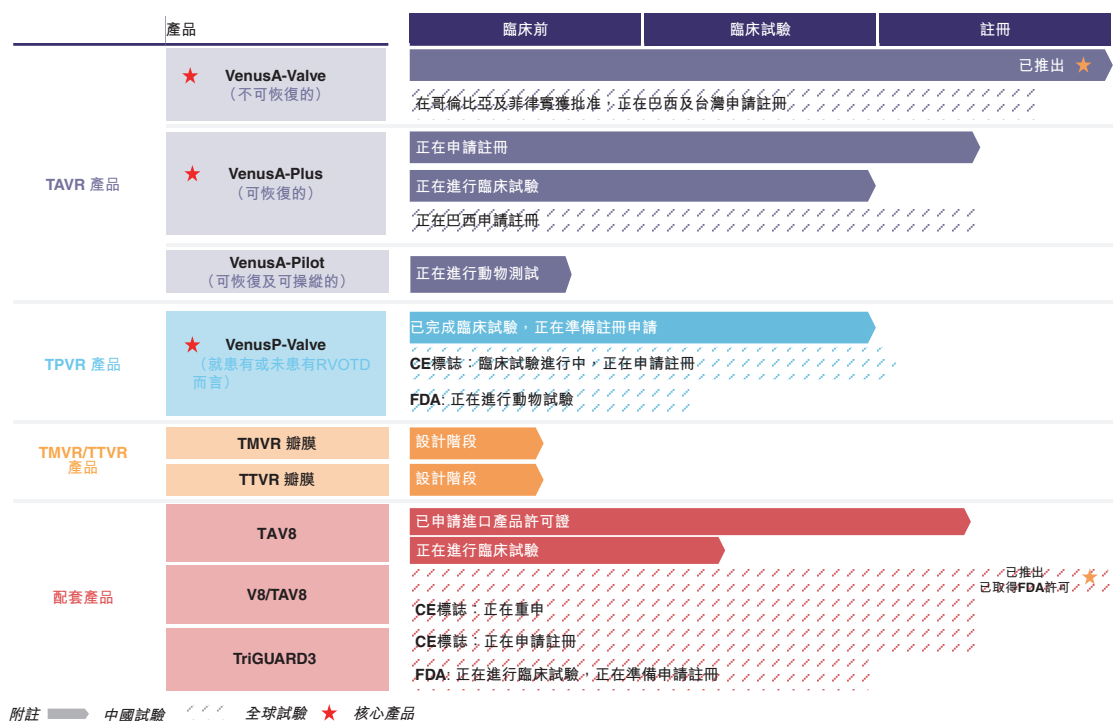 產品
臨床前
臨床試驗
註冊
TAVR 產品
VenusA-Valve
（不可恢復的）
已推出
在哥倫比亞及菲律賓獲批准，正在巴西及台灣申請註冊
VenusA-Plus
（可恢復的）
正在申請註冊
正在進行臨床試驗
正在巴西申請註冊
VenusA-Pilot
（可恢復及可操縱的）
正在進行動物測試
TPVR 產品
VenusP-Valve
（就患有或未患有RVOTD
而言）
已完成臨床試驗，正在準備註冊申請
CE標誌：臨床試驗進行中，正在申請註冊
FDA: 正在進行動物試驗
TMVR/TTVR
產品
TMVR 瓣膜
設計階段
TTVR 瓣膜
設計階段
配套產品
TAV8
已申請進口產品許可證
正在進行臨床試驗
V8/TAV8
已推出
已取得FDA許可
CE標誌：正在重申
TriGUARD3
CE標誌：正在申請註冊
FDA: 正在進行臨床試驗，正在準備申請註冊
附註 中國試驗 全球試驗 核心產品